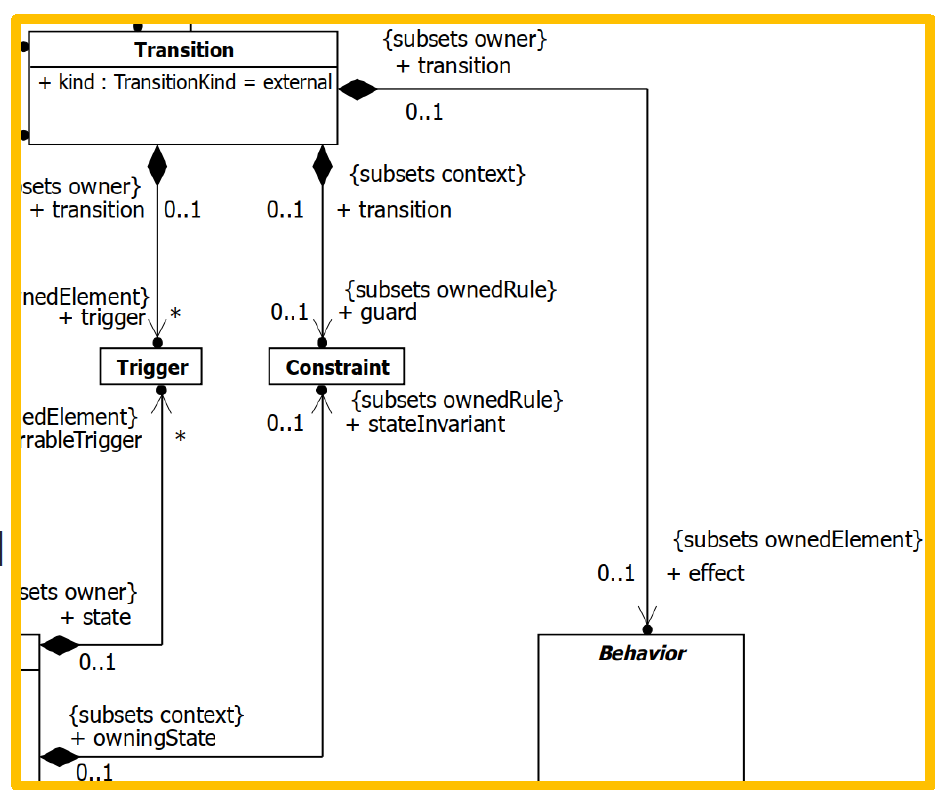 {subsets owner}
Transition
+ transition
+ kind : TransitionKind = external
0..1
{subsets context}
sets owner}
+ transition
0..1
0..1
+ transition
nedElement}
{subsets ownedRule}
+ trigger
*
0..1
+ guard
Trigger
Constraint
edElement}
{subsets ownedRule}
rrableTrigger
*
0..1
+ stateInvariant
{subsets ownedElement}
0..1
+ effect
sets owner}
+ state
0..1
Behavior
{subsets context}
+ owningState
0..1